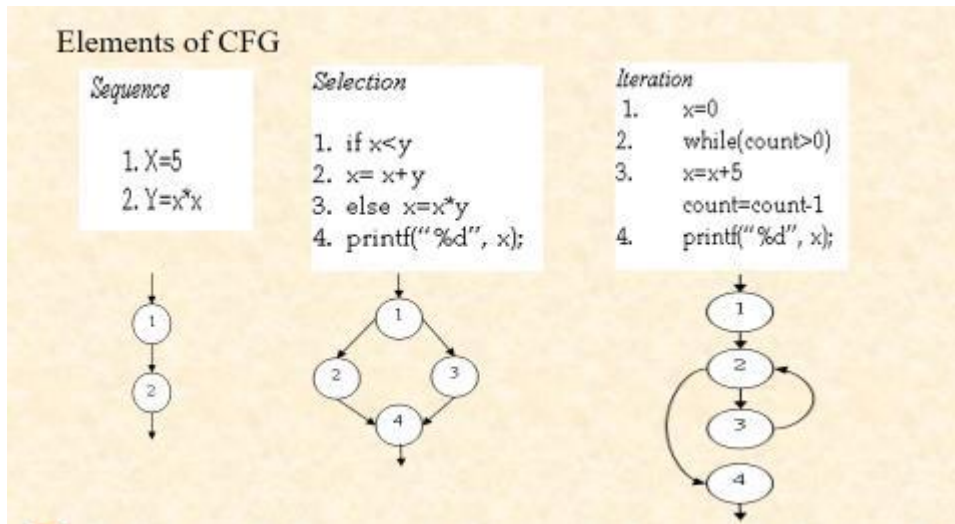 Elements of CFG
Sequence
1. X=5
2. Y=x*x
Selection
1. if x<y
2. x= x+y
3. else x=x*y
4. printf("%d", x);
Iteration
1. x=0
2. while(count>0)
3. x=x+5
count=count-1
4. printf("%d", x);
1
2
1
2
3
4
1
2
3
4